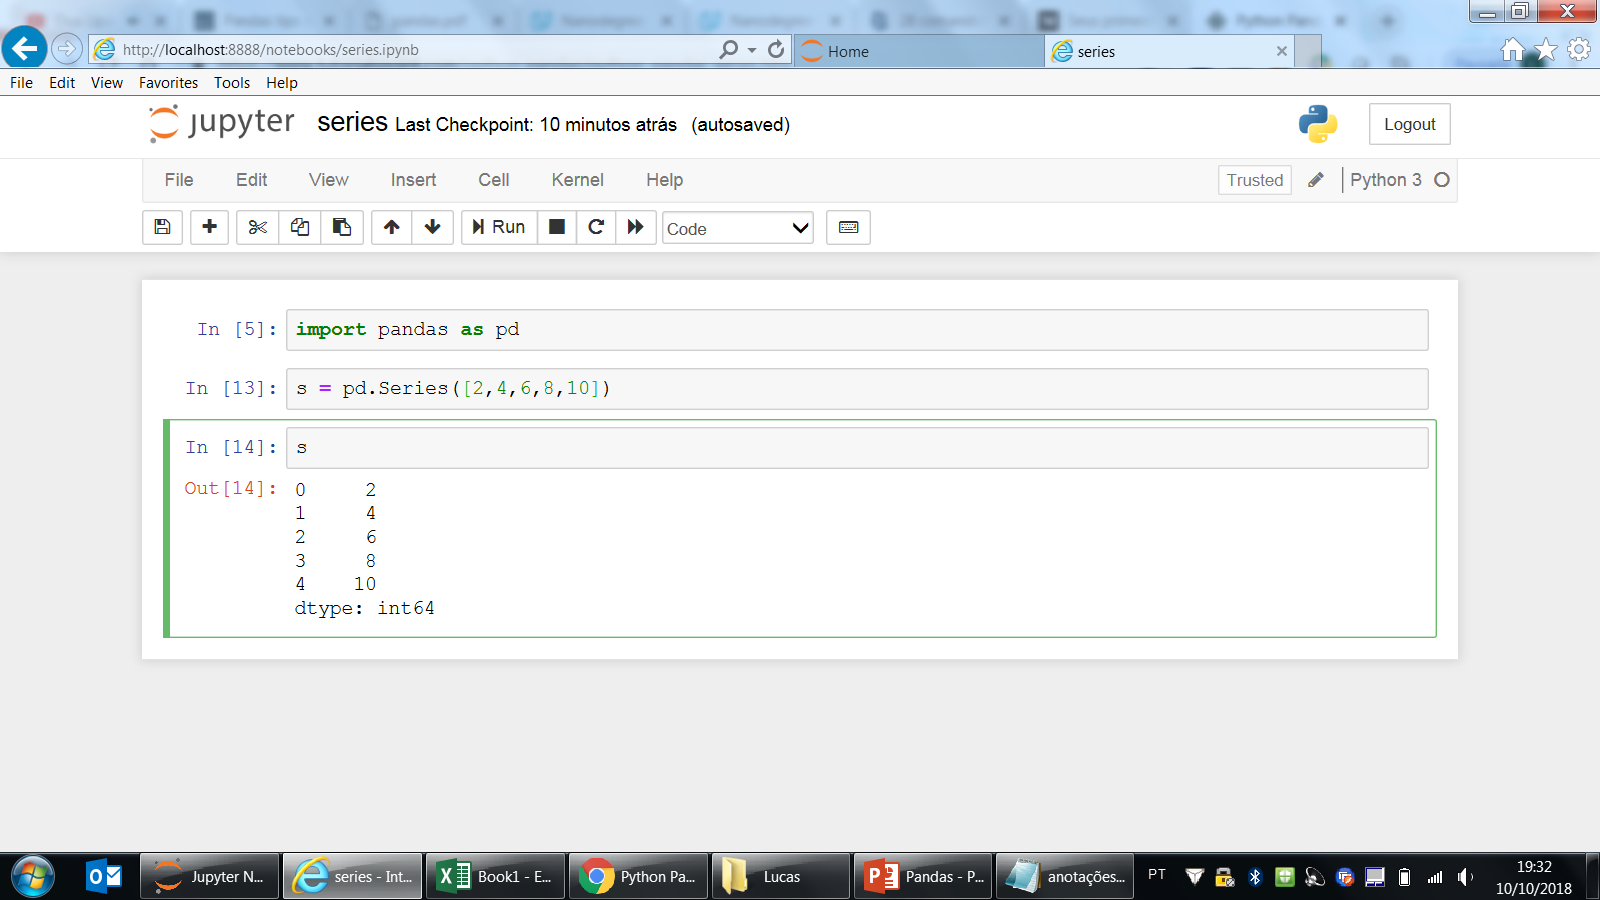 http://localhost:8888/notebooks/series.ipynb
Home
series
File Edit View Favorites Tools Help
jupyter series Last Checkpoint: 10 minutos atrás (autosaved)
Logout
File Edit View Insert Cell Kernel Help
Trusted
Python 3
Run
Code
In [5]: import pandas as pd
In [13]: s = pd.Series([2,4,6,8,10])
In [14]: s
Out[14]: 0 2
1 4
2 6
3 8
4 10
dtype: int64
Jupyter N...
series - Int...
Book1 - E...
Python Pa...
Lucas
Pandas - P...
anotações...
PT
19:32
10/10/2018